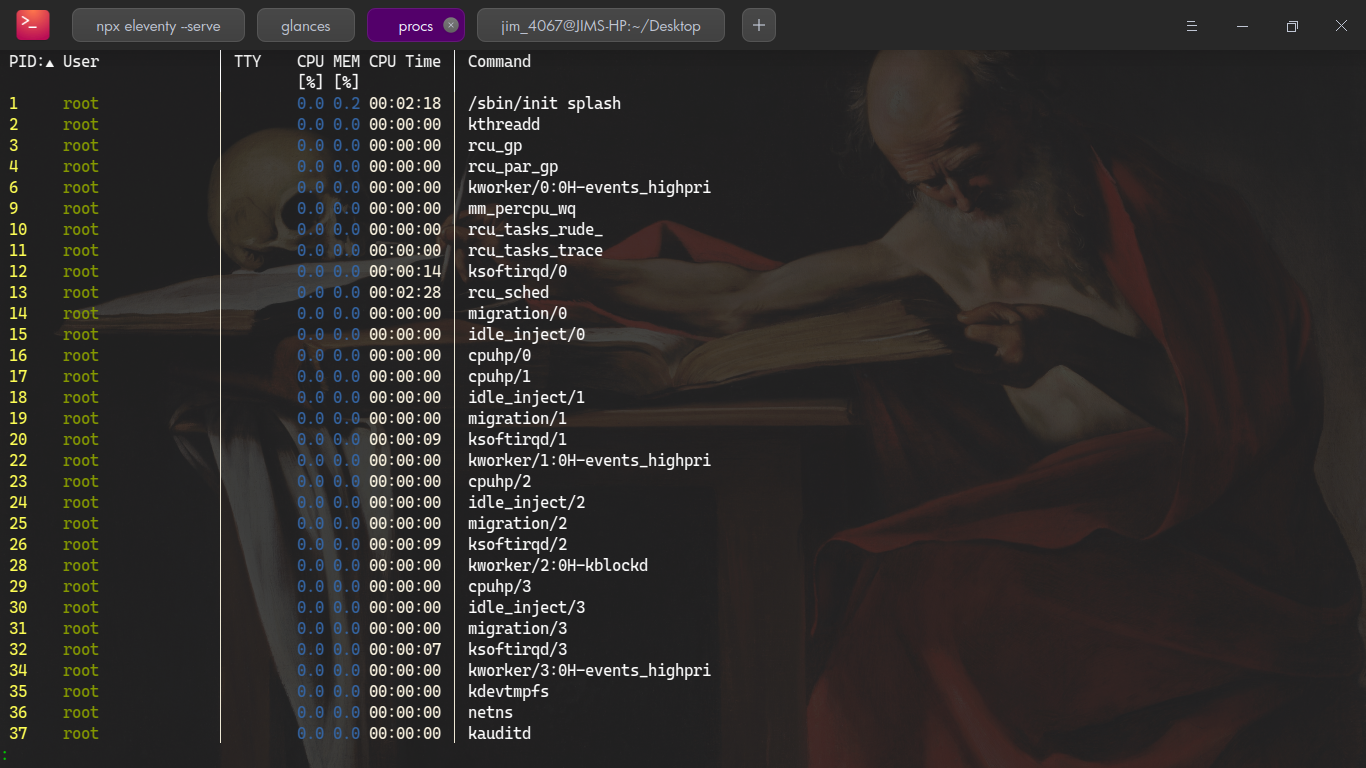 >_ npx eleventy --serve glances procs × jim_4067@JIMS-HP:~/Desktop +
PID:▲ User TTY CPU MEM CPU Time Command
[%] [%]
1 root 0.0 0.2 00:02:18 /sbin/init splash
2 root 0.0 0.0 00:00:00 kthreadd
3 root 0.0 0.0 00:00:00 rcu_gp
4 root 0.0 0.0 00:00:00 rcu_par_gp
6 root 0.0 0.0 00:00:00 kworker/0:0H-events_highpri
9 root 0.0 0.0 00:00:00 mm_percpu_wq
10 root 0.0 0.0 00:00:00 rcu_tasks_rude_
11 root 0.0 0.0 00:00:00 rcu_tasks_trace
12 root 0.0 0.0 00:00:14 ksoftirqd/0
13 root 0.0 0.0 00:02:28 rcu_sched
14 root 0.0 0.0 00:00:00 migration/0
15 root 0.0 0.0 00:00:00 idle_inject/0
16 root 0.0 0.0 00:00:00 cpuhp/0
17 root 0.0 0.0 00:00:00 cpuhp/1
18 root 0.0 0.0 00:00:00 idle_inject/1
19 root 0.0 0.0 00:00:00 migration/1
20 root 0.0 0.0 00:00:09 ksoftirqd/1
22 root 0.0 0.0 00:00:00 kworker/1:0H-events_highpri
23 root 0.0 0.0 00:00:00 cpuhp/2
24 root 0.0 0.0 00:00:00 idle_inject/2
25 root 0.0 0.0 00:00:00 migration/2
26 root 0.0 0.0 00:00:09 ksoftirqd/2
28 root 0.0 0.0 00:00:00 kworker/2:0H-kblockd
29 root 0.0 0.0 00:00:00 cpuhp/3
30 root 0.0 0.0 00:00:00 idle_inject/3
31 root 0.0 0.0 00:00:00 migration/3
32 root 0.0 0.0 00:00:07 ksoftirqd/3
34 root 0.0 0.0 00:00:00 kworker/3:0H-events_highpri
35 root 0.0 0.0 00:00:00 kdevtmpfs
36 root 0.0 0.0 00:00:00 netns
37 root 0.0 0.0 00:00:00 kauditd
: